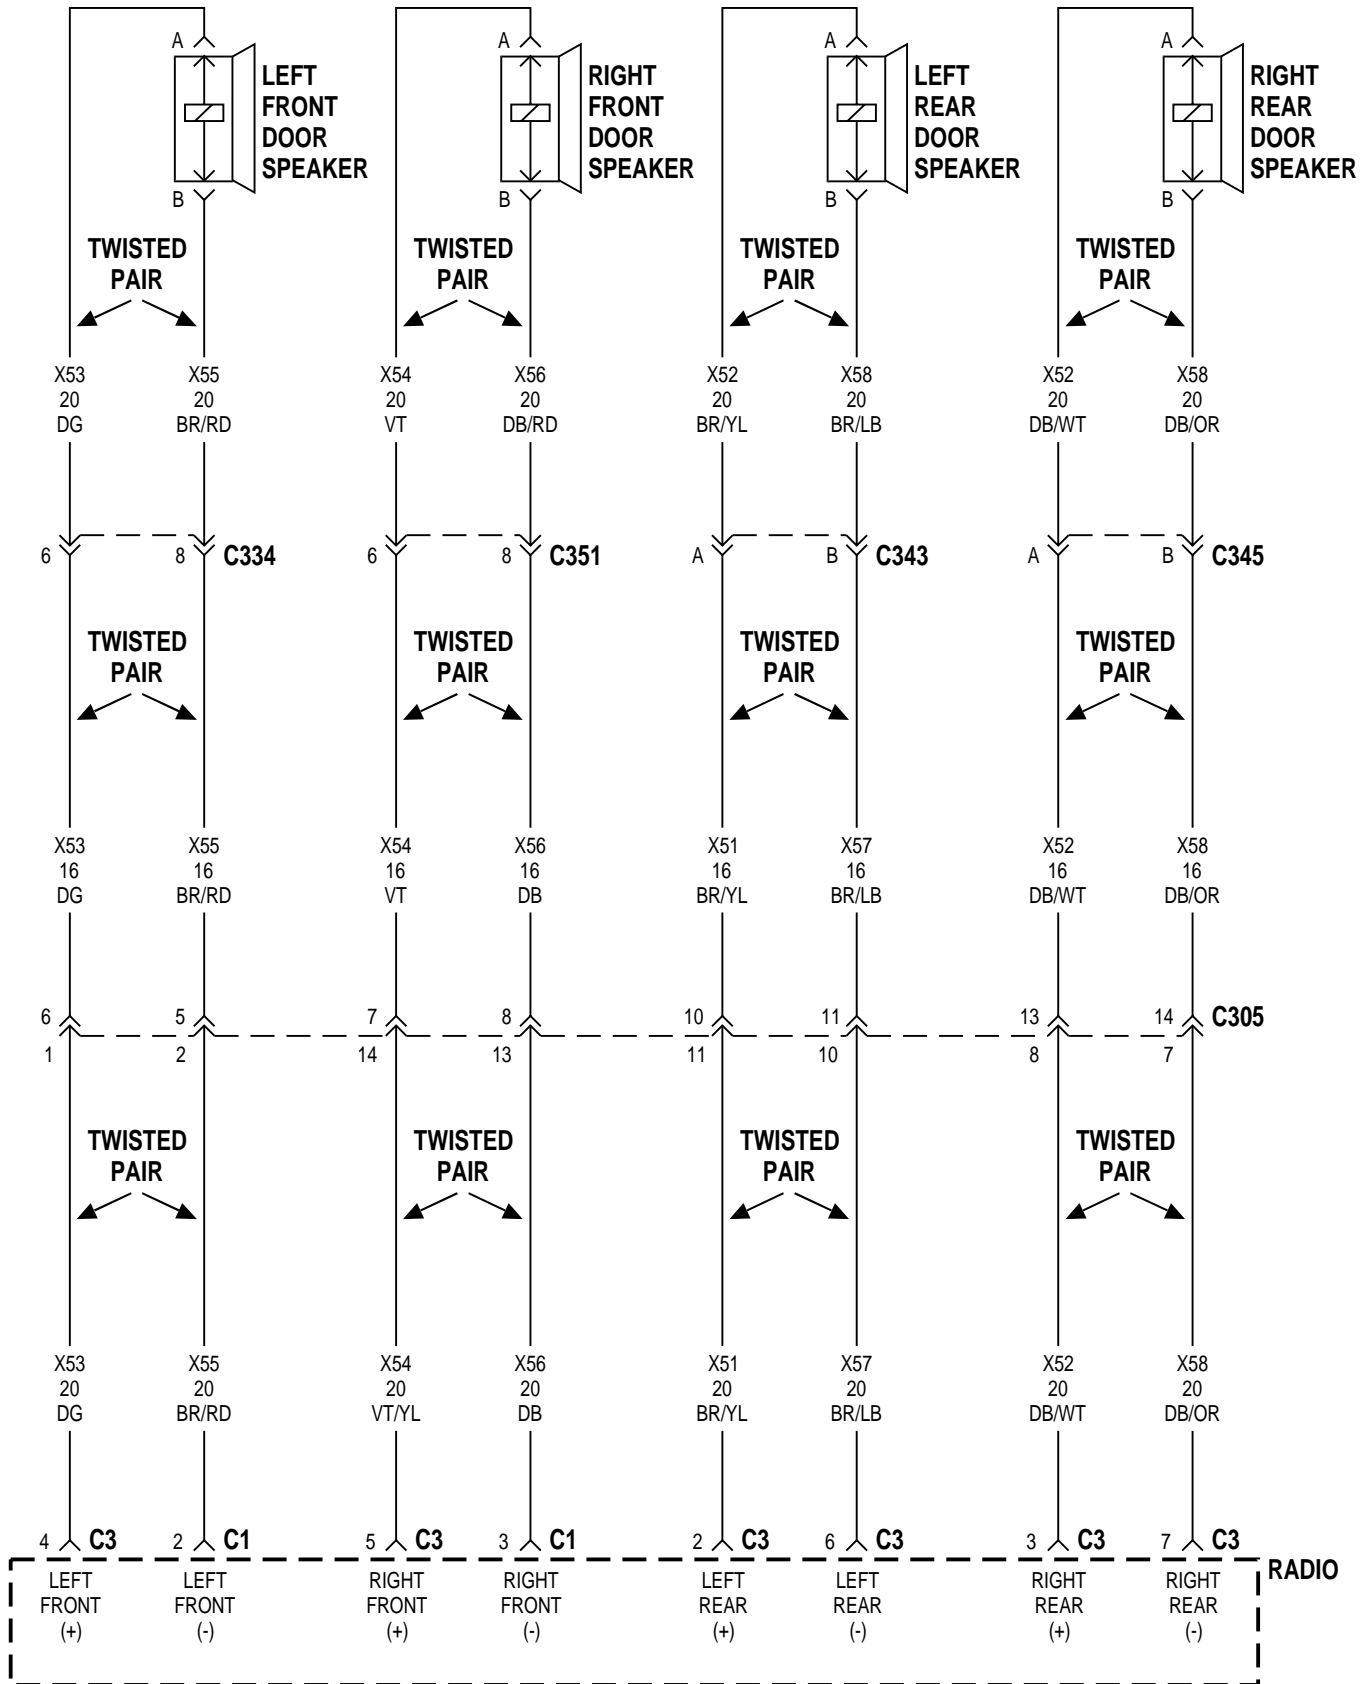 A A A A
LEFT RIGHT LEFT RIGHT
FRONT FRONT REAR REAR
DOOR DOOR DOOR DOOR
SPEAKER SPEAKER SPEAKER SPEAKER
B B B B
TWISTED TWISTED TWISTED TWISTED
PAIR PAIR PAIR PAIR
X53 X55 X54 X56 X52 X58 X52 X58
20 20 20 20 20 20 20 20
DG BR/RD VT DB/RD BR/YL BR/LB DB/WT DB/OR
6 8 C334 6 8 C351 A B C343 A B C345
TWISTED TWISTED TWISTED TWISTED
PAIR PAIR PAIR PAIR
X53 X55 X54 X56 X51 X57 X52 X58
16 16 16 16 16 16 16 16
DG BR/RD VT DB BR/YL BR/LB DB/WT DB/OR
6 5 7 8 10 11 13 14 C305
1 2 14 13 11 10 8 7
TWISTED TWISTED TWISTED TWISTED
PAIR PAIR PAIR PAIR
X53 X55 X54 X56 X51 X57 X52 X58
20 20 20 20 20 20 20 20
DG BR/RD VT/YL DB BR/YL BR/LB DB/WT DB/OR
4 C3 2 C1 5 C3 3 C1 2 C3 6 C3 3 C3 7 C3
RADIO
LEFT LEFT RIGHT RIGHT LEFT LEFT RIGHT RIGHT
FRONT FRONT FRONT FRONT REAR REAR REAR REAR
(+) (-) (+) (-) (+) (-) (+) (-)